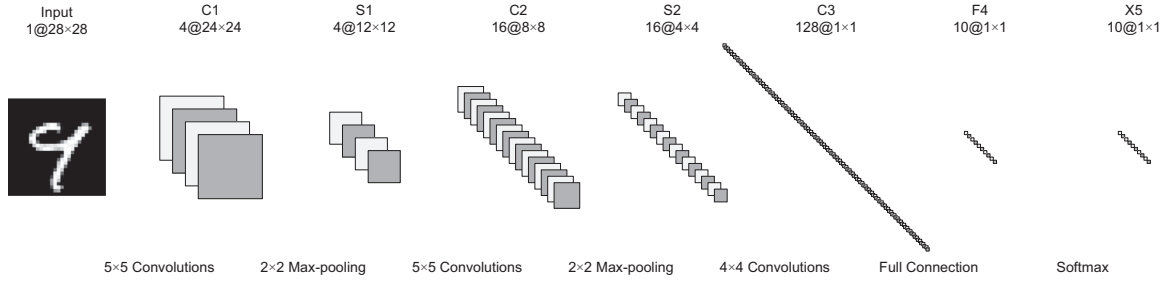 Input C1 S1 C2 S2 C3 F4 X5
1@28×28 4@24×24 4@12×12 16@8×8 16@4×4 128@1×1 10@1×1 10@1×1
5×5 Convolutions 2×2 Max-pooling 5×5 Convolutions 2×2 Max-pooling 4×4 Convolutions Full Connection Softmax